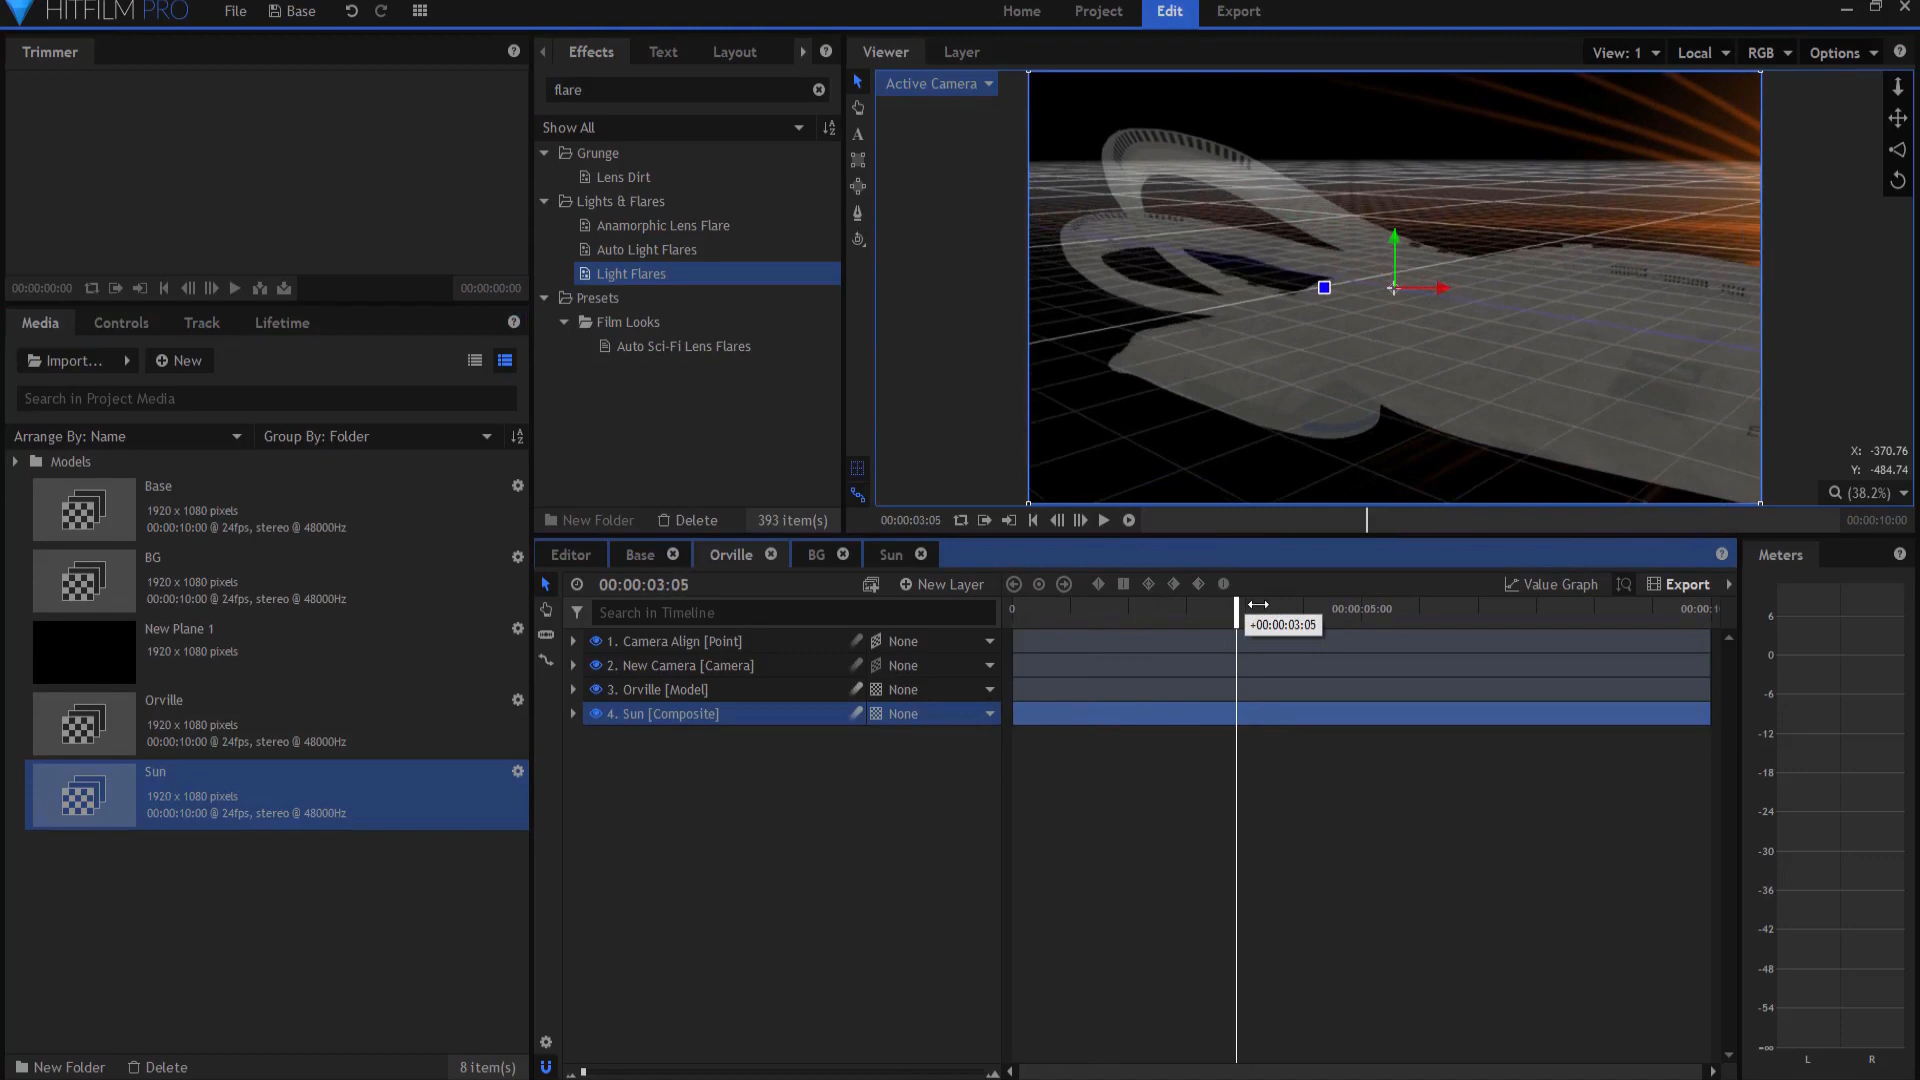 HITFILM PRO
File
Base
Home
Project
Edit
Export
Trimmer
00:00:00:00
00:00:00:00
Media
Controls
Track
Lifetime
Import...
New
Search in Project Media
Arrange By: Name
Group By: Folder
Models
Base
1920 x 1080 pixels
00:00:10:00 @ 24fps, stereo @ 48000Hz
BG
1920 x 1080 pixels
00:00:10:00 @ 24fps, stereo @ 48000Hz
New Plane 1
1920 x 1080 pixels
Orville
1920 x 1080 pixels
00:00:10:00 @ 24fps, stereo @ 48000Hz
Sun
1920 x 1080 pixels
00:00:10:00 @ 24fps, stereo @ 48000Hz
New Folder
Delete
8 item(s)
Effects
Text
Layout
flare
Show All
Grunge
Lens Dirt
Lights & Flares
Anamorphic Lens Flare
Auto Light Flares
Light Flares
Presets
Film Looks
Auto Sci-Fi Lens Flares
New Folder
Delete
393 item(s)
Viewer
Layer
View: 1
Local
RGB
Options
Active Camera
X: -370.76
Y: -484.74
(38.2%)
00:00:03:05
00:00:10:00
Editor
Base
Orville
BG
Sun
00:00:03:05
New Layer
Value Graph
Export
Search in Timeline
0
00:00:05:00
+00:00:03:05
1. Camera Align [Point]
None
2. New Camera [Camera]
None
3. Orville [Model]
None
4. Sun [Composite]
None
Meters
6
0
-6
-12
-18
-24
-30
-36
-42
-48
-54
-∞
L
R